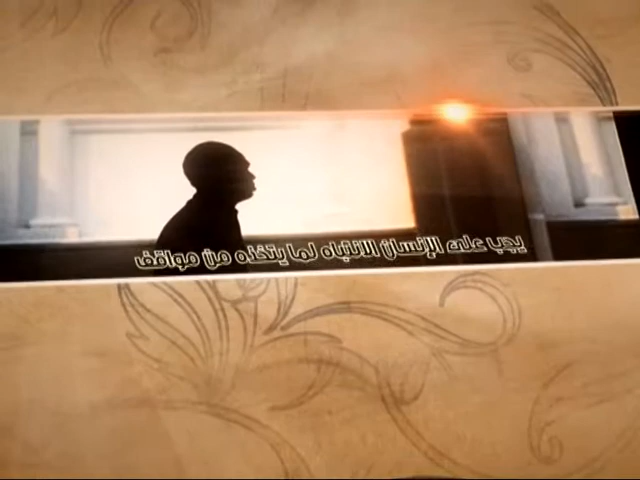 يجب على الإنسان الانتباه لما يتخذه من مواقف